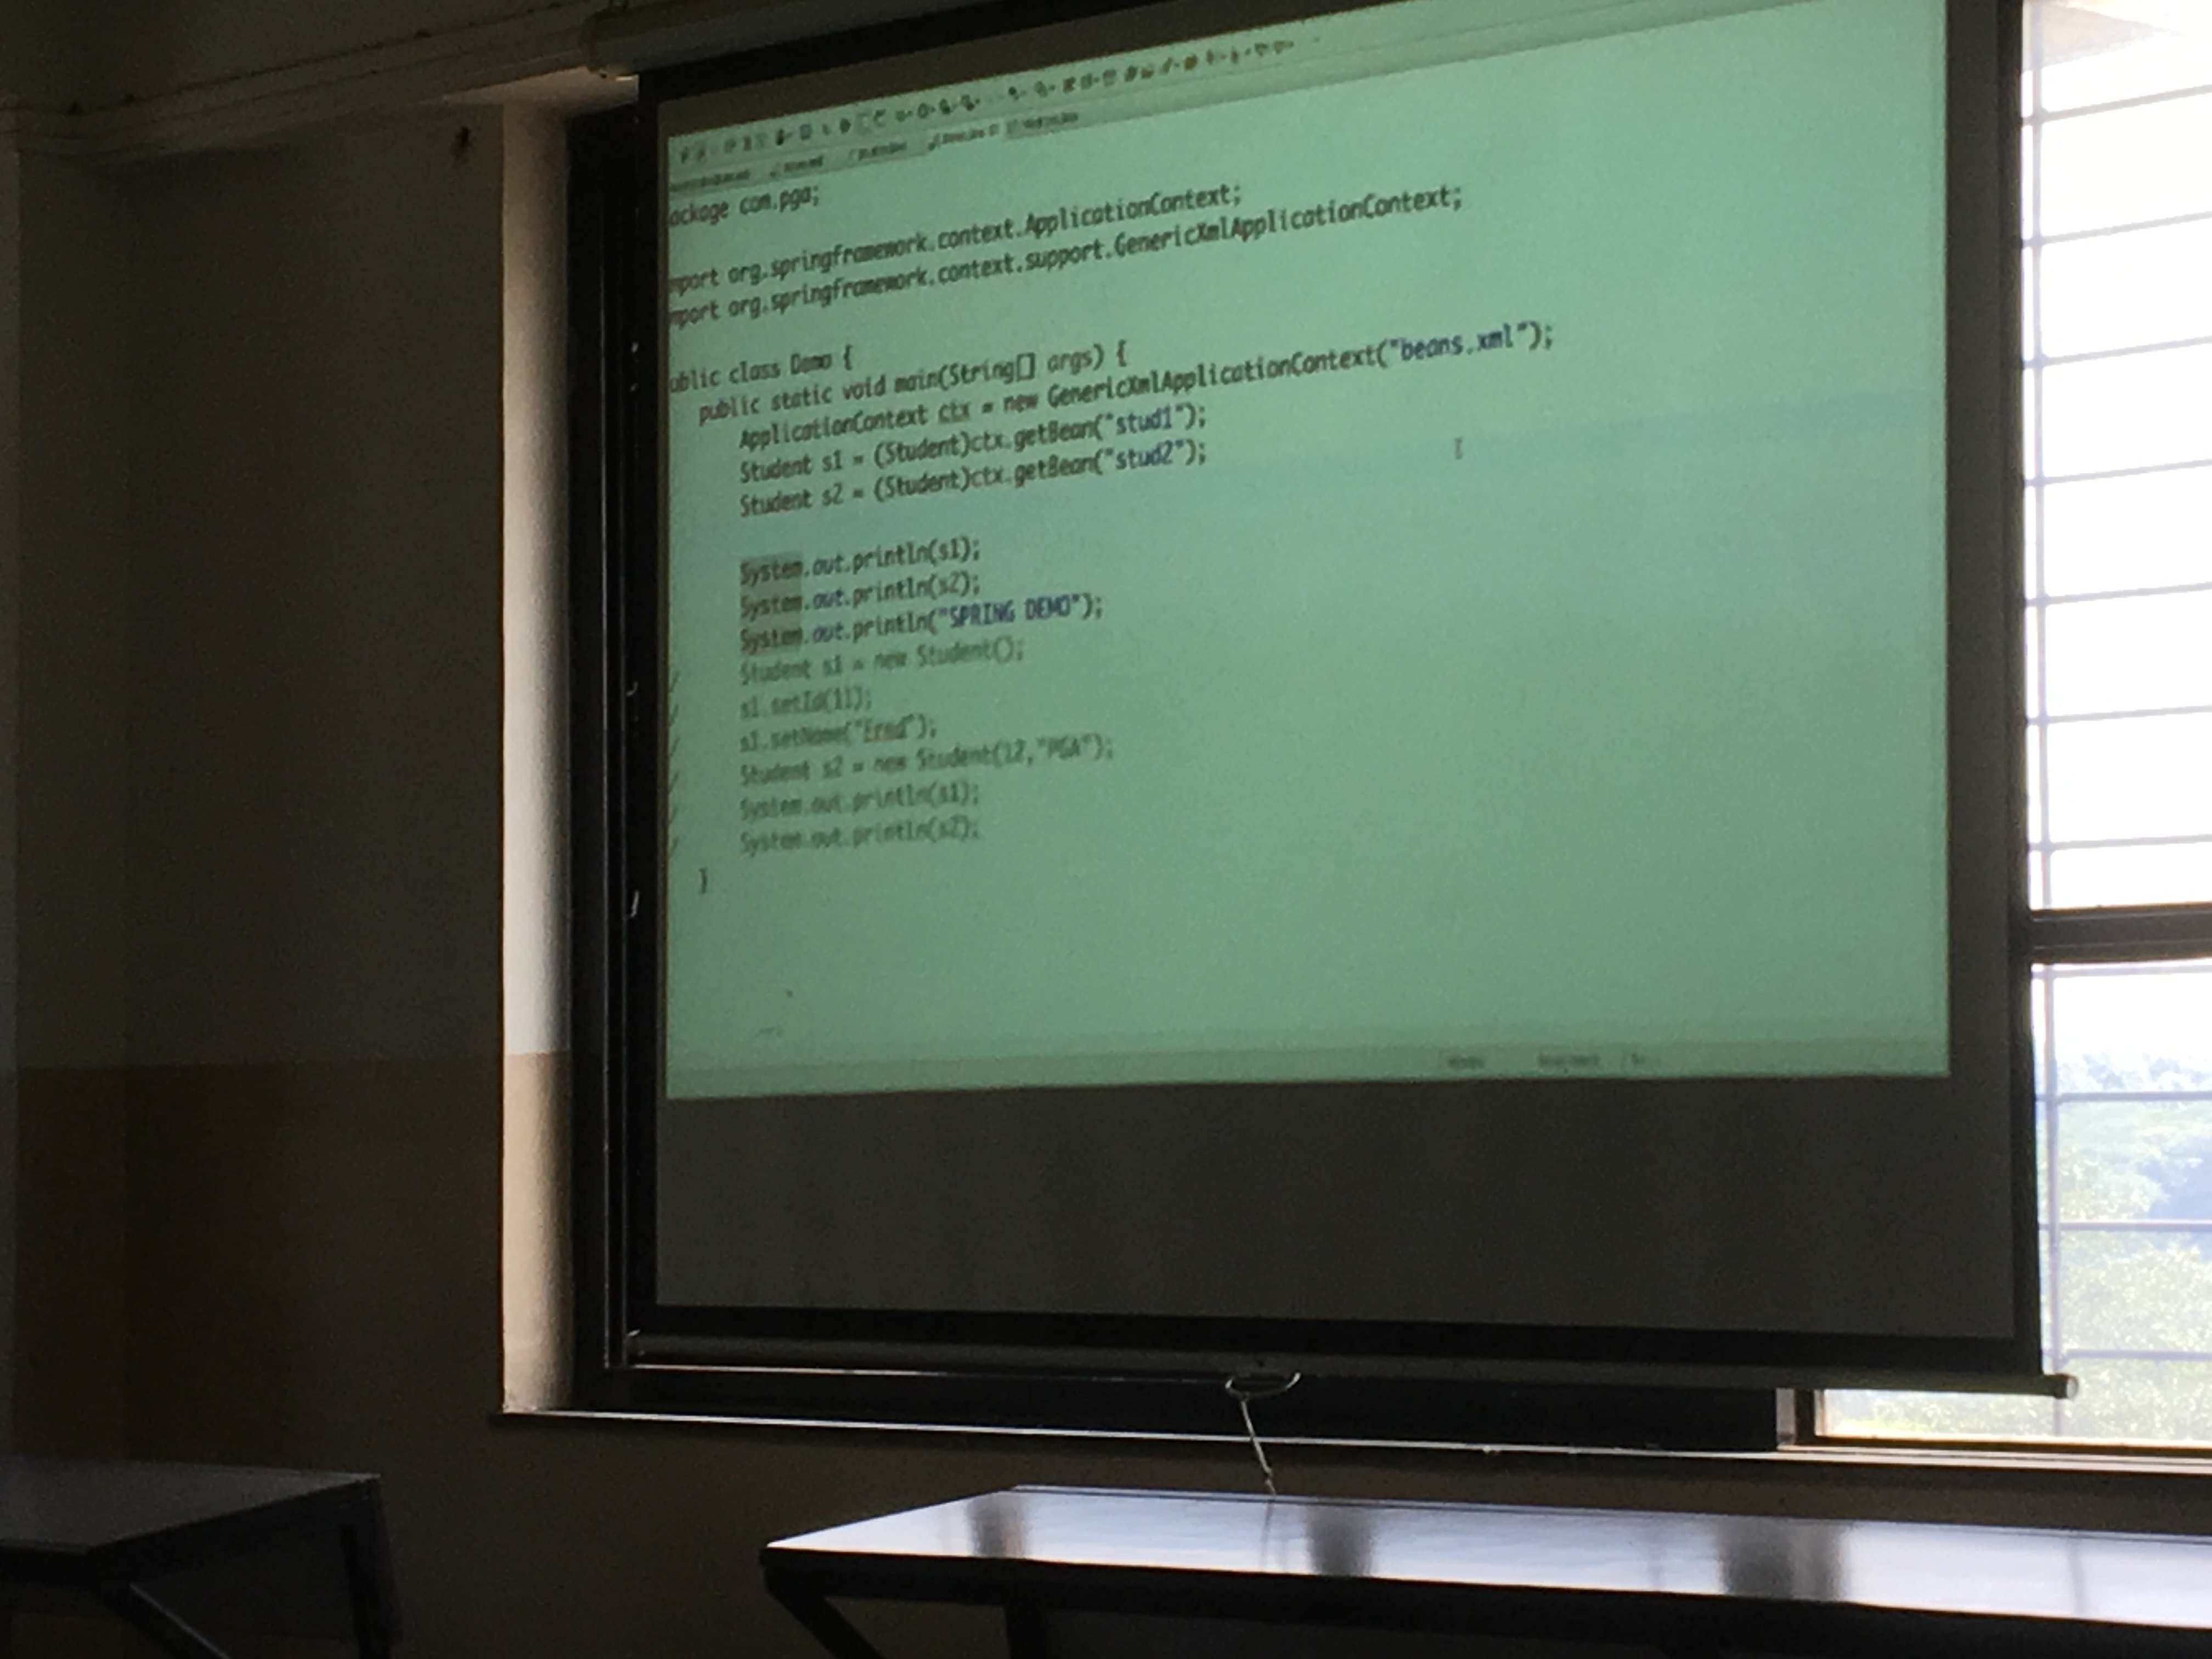 ackage com.pga;
mport org.springframework.context.ApplicationContext;
mport org.springframework.context.support.GenericXmlApplicationContext;
ublic class Demo {
public static void main(String[] args) {
ApplicationContext ctx = new GenericXmlApplicationContext("beans.xml");
Student s1 = (Student)ctx.getBean("stud1");
Student s2 = (Student)ctx.getBean("stud2");
System.out.println(s1);
System.out.println(s2);
System.out.println("SPRING DEMO");
Student s1 = new Student();
s1.setId(11);
s1.setName("");
Student s2 = new Student(12,"PGA");
System.out.println(s1);
System.out.println(s2);
}